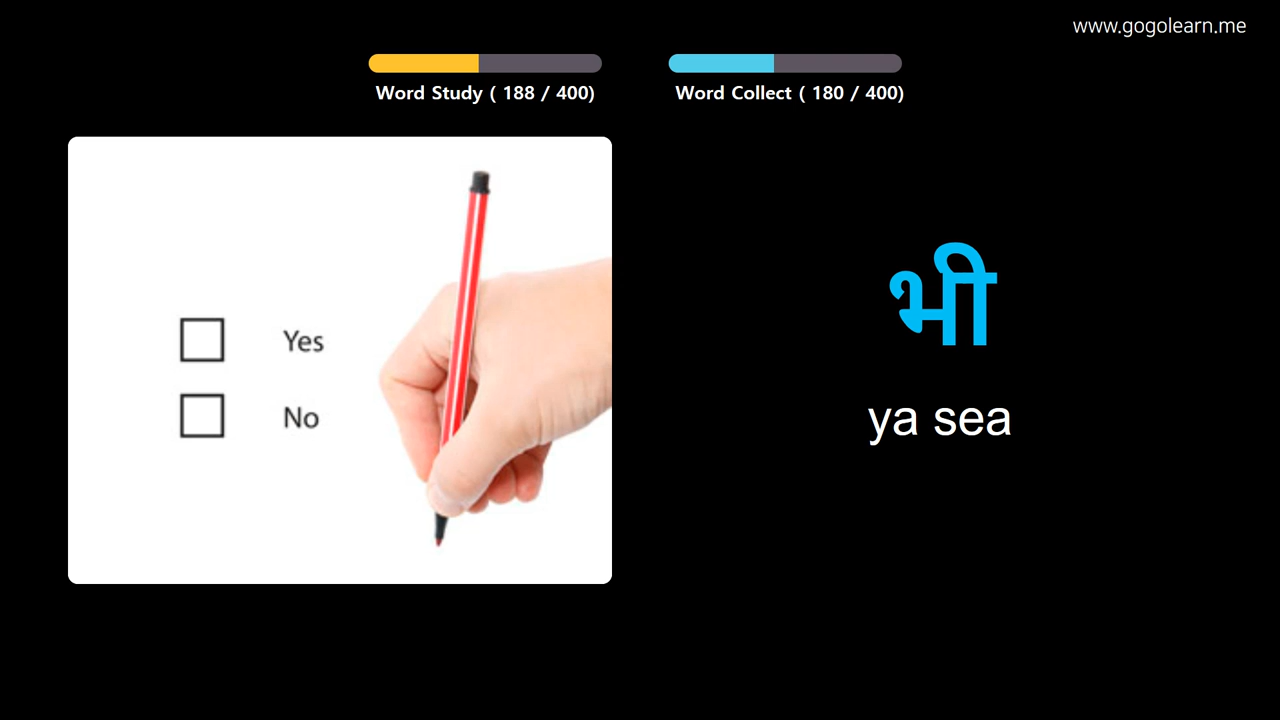 www.gogolearn.me
Word Study ( 188 / 400)
Word Collect ( 180 / 400)
Yes
No
भी
ya sea